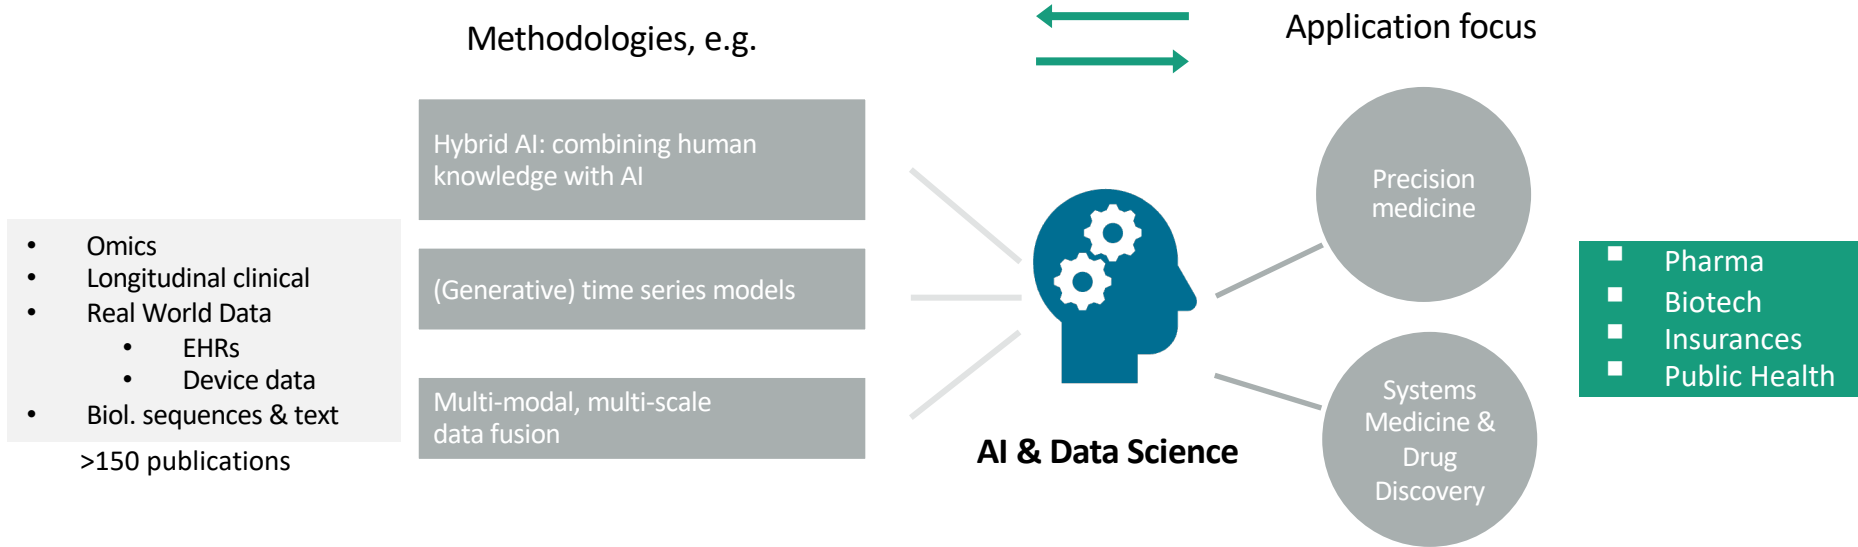 Methodologies, e.g.
Application focus
• Omics
• Longitudinal clinical
• Real World Data
• EHRs
• Device data
• Biol. sequences & text
>150 publications
Hybrid AI: combining human
knowledge with AI
(Generative) time series models
Multi-modal, multi-scale
data fusion
AI & Data Science
Precision
medicine
Systems
Medicine &
Drug
Discovery
▪ Pharma
▪ Biotech
▪ Insurances
▪ Public Health